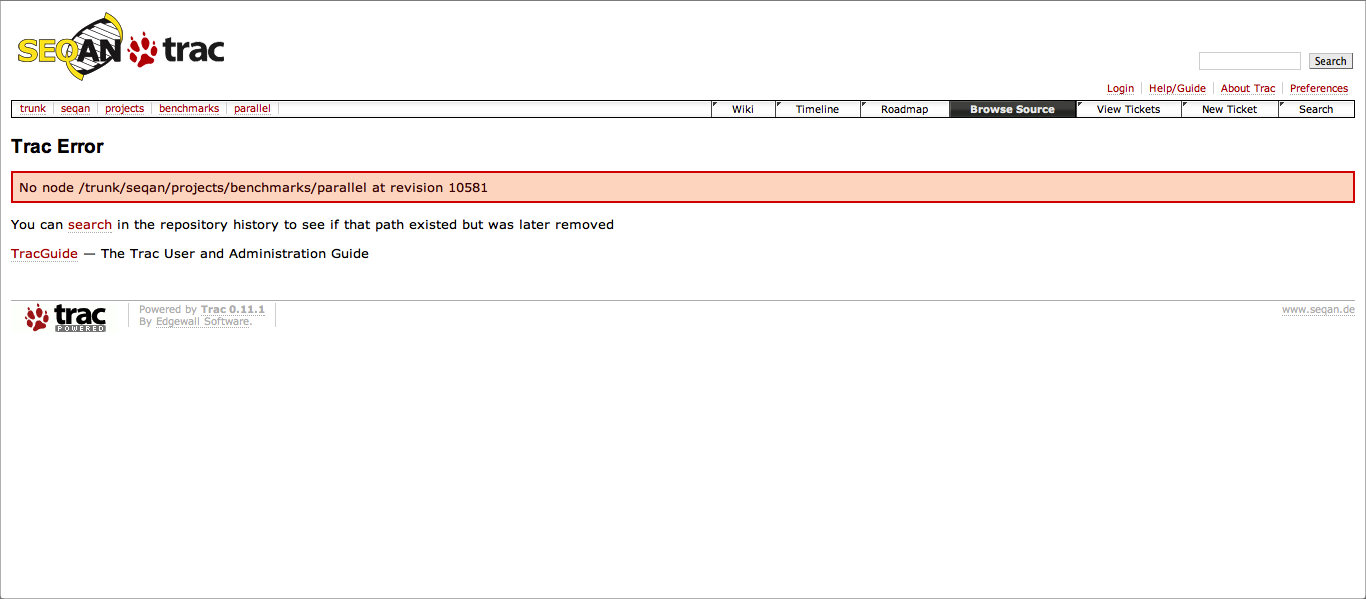 SEQAN trac
Search
Login Help/Guide About Trac Preferences
trunk seqan projects benchmarks parallel Wiki Timeline Roadmap Browse Source View Tickets New Ticket Search
Trac Error
No node /trunk/seqan/projects/benchmarks/parallel at revision 10581
You can search in the repository history to see if that path existed but was later removed
TracGuide — The Trac User and Administration Guide
trac POWERED
Powered by Trac 0.11.1
By Edgewall Software.
www.seqan.de